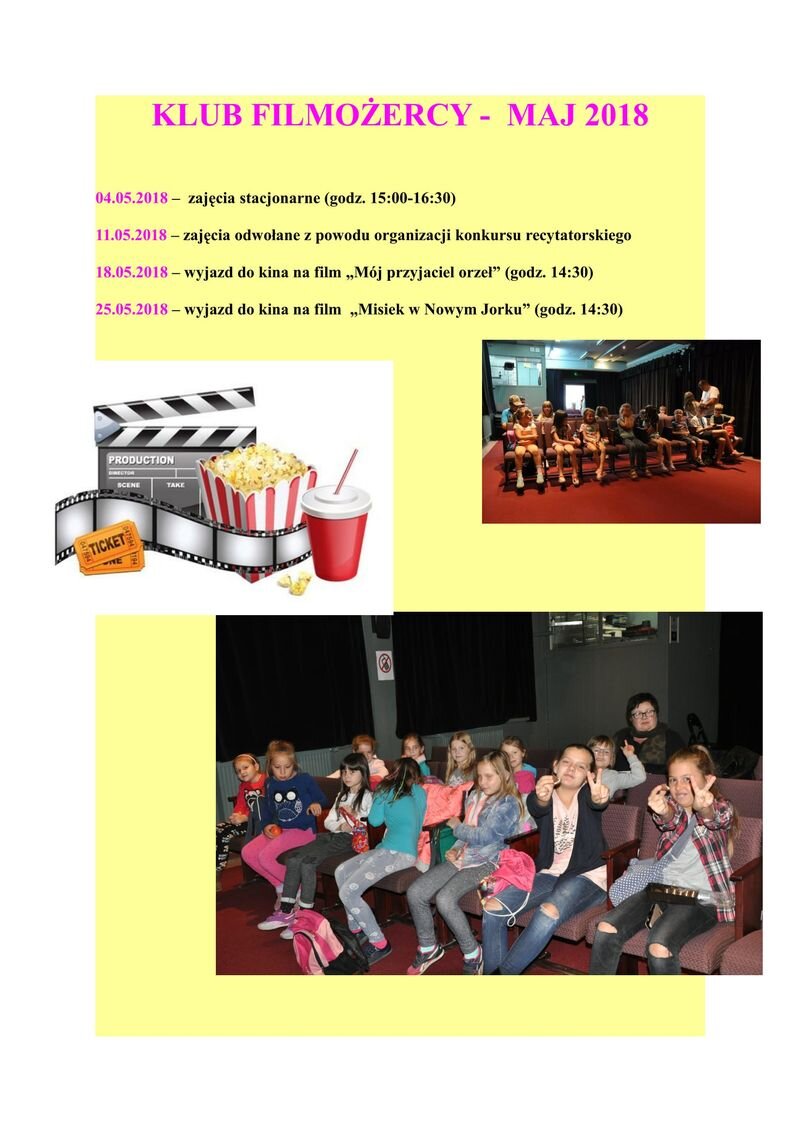 KLUB FILMOŻERCY - MAJ 2018
04.05.2018 – zajęcia stacjonarne (godz. 15:00-16:30)
11.05.2018 – zajęcia odwołane z powodu organizacji konkursu recytatorskiego
18.05.2018 – wyjazd do kina na film „Mój przyjaciel orzeł” (godz. 14:30)
25.05.2018 – wyjazd do kina na film „Misiek w Nowym Jorku” (godz. 14:30)
PRODUCTION
DIRECTOR
SCENE TAKE
TICKET